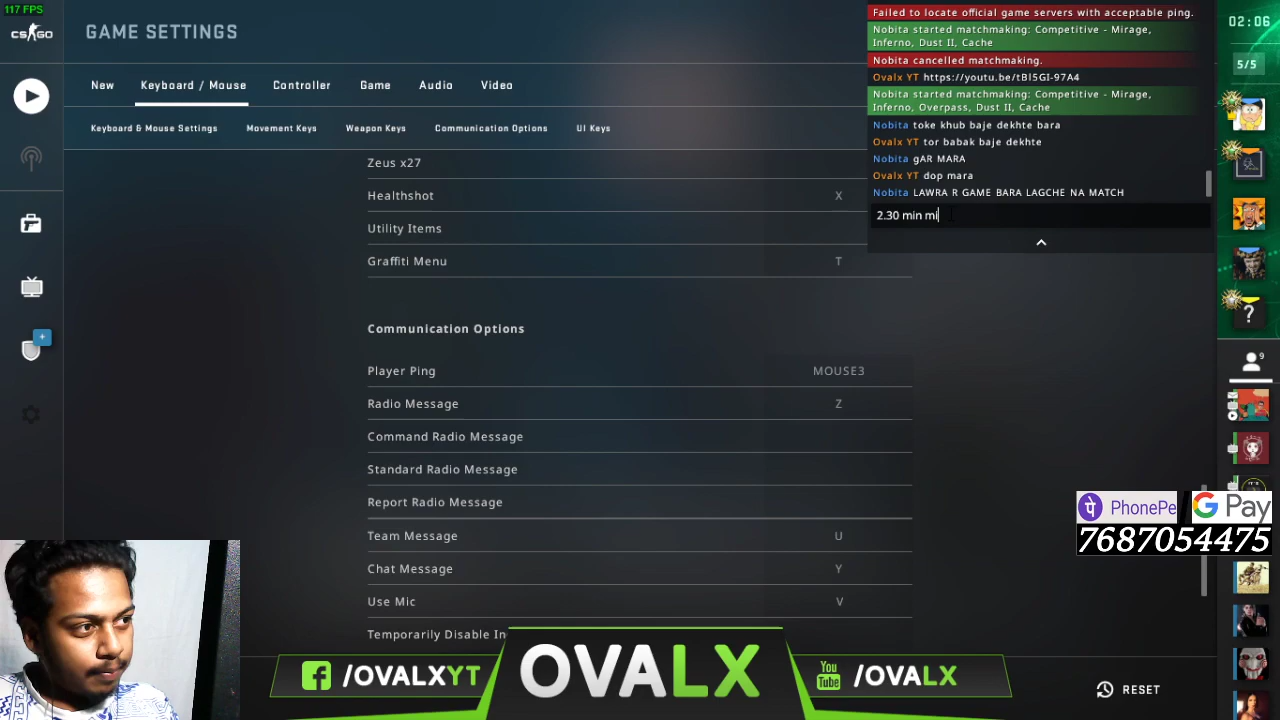 117 FPS
CS:GO
GAME SETTINGS
New
Keyboard / Mouse
Controller
Game
Audio
Video
Keyboard & Mouse Settings
Movement Keys
Weapon Keys
Communication Options
UI Keys
Zeus x27
Healthshot X
Utility Items
Graffiti Menu T
Communication Options
Player Ping MOUSE3
Radio Message Z
Command Radio Message
Standard Radio Message
Report Radio Message
Team Message U
Chat Message Y
Use Mic V
Temporarily Disable In
RESET
Failed to locate official game servers with acceptable ping.
Nobita started matchmaking: Competitive - Mirage,
Inferno, Dust II, Cache
Nobita cancelled matchmaking.
Ovalx YT https://youtu.be/tBl5GI-97A4
Nobita started matchmaking: Competitive - Mirage,
Inferno, Overpass, Dust II, Cache
Nobita toke khub baje dekhte bara
Ovalx YT tor babak baje dekhte
Nobita gAR MARA
Ovalx YT dop mara
Nobita LAWRA R GAME BARA LAGCHE NA MATCH
2.30 min mi
02:06
5/5
?
9
PhonePe
G Pay
7687054475
/OVALXYT
OVALX
You
Tube
/OVALX